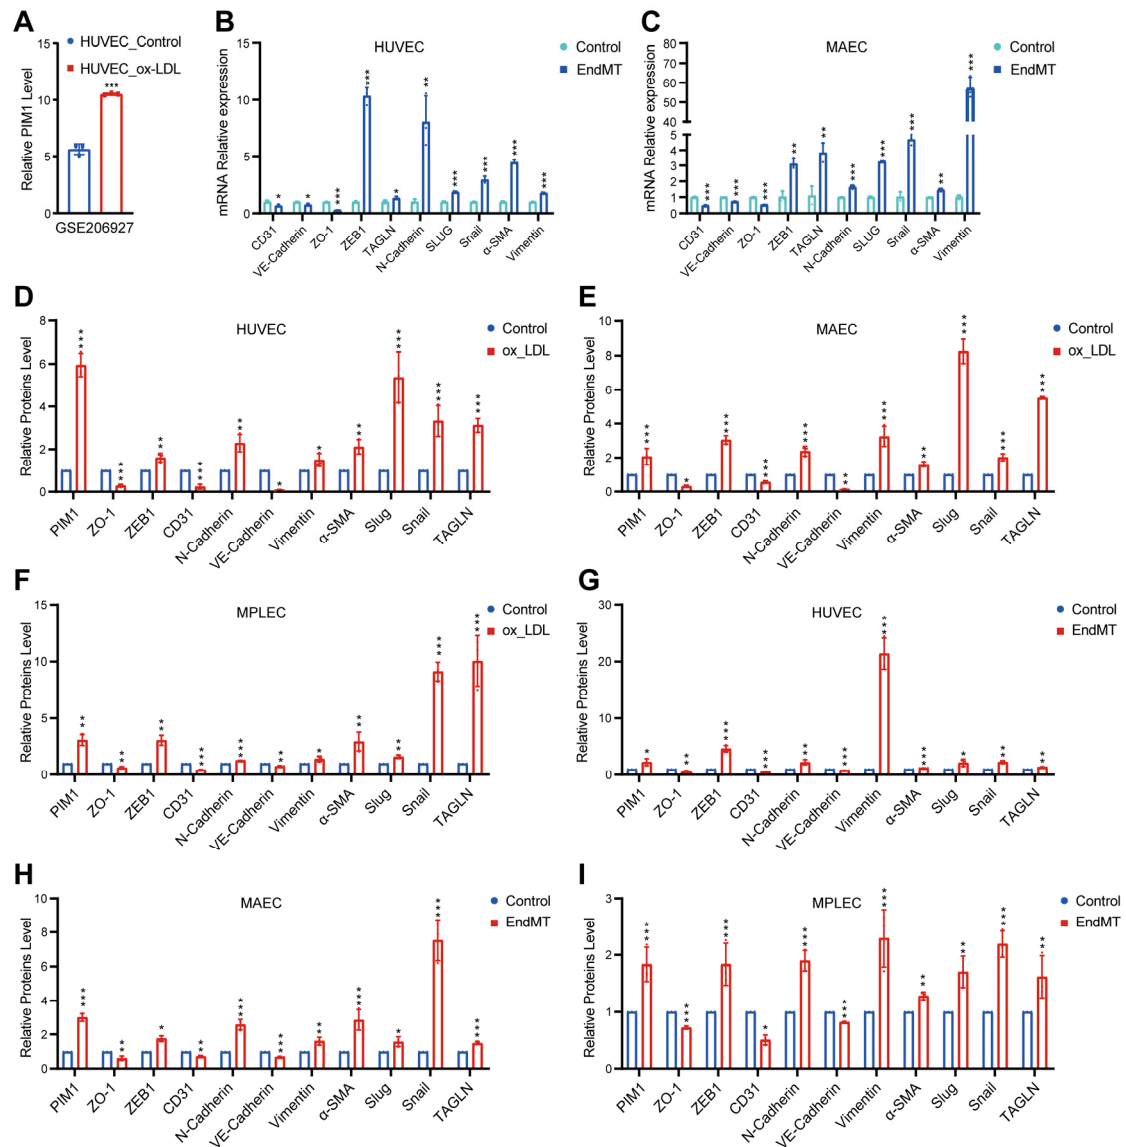 A
HUVEC_Control
HUVEC_ox-LDL
Relative PIM1 Level
15
10
5
0
***
GSE206927
B
HUVEC
Control
EndMT
mRNA Relative expression
15
10
5
0
* * *** *** * ** *** *** *** ***
CD31 VE-Cadherin ZO-1 ZEB1 TAGLN N-Cadherin SLUG Snail α-SMA Vimentin
C
MAEC
Control
EndMT
mRNA Relative expression
80
70
60
50
40
5
4
3
2
1
0
*** *** *** ** ** *** *** *** ** ***
CD31 VE-Cadherin ZO-1 ZEB1 TAGLN N-Cadherin SLUG Snail α-SMA Vimentin
D
HUVEC
Control
ox_LDL
Relative Proteins Level
8
6
4
2
0
*** *** ** *** ** * * ** *** *** ***
PIM1 ZO-1 ZEB1 CD31 N-Cadherin VE-Cadherin Vimentin α-SMA Slug Snail TAGLN
E
MAEC
Control
ox_LDL
Relative Proteins Level
10
8
6
4
2
0
*** * *** *** *** ** *** ** *** *** ***
PIM1 ZO-1 ZEB1 CD31 N-Cadherin VE-Cadherin Vimentin α-SMA Slug Snail TAGLN
F
MPLEC
Control
ox_LDL
Relative Proteins Level
15
10
5
0
** ** ** *** *** ** * ** ** *** ***
PIM1 ZO-1 ZEB1 CD31 N-Cadherin VE-Cadherin Vimentin α-SMA Slug Snail TAGLN
G
HUVEC
Control
EndMT
Relative Proteins Level
30
20
10
0
* ** *** *** ** *** *** *** * ** **
PIM1 ZO-1 ZEB1 CD31 N-Cadherin VE-Cadherin Vimentin α-SMA Slug Snail TAGLN
H
MAEC
Control
EndMT
Relative Proteins Level
10
8
6
4
2
0
*** ** * ** *** *** ** *** * *** ***
PIM1 ZO-1 ZEB1 CD31 N-Cadherin VE-Cadherin Vimentin α-SMA Slug Snail TAGLN
I
MPLEC
Control
EndMT
Relative Proteins Level
3
2
1
0
*** *** *** * *** *** *** ** ** *** **
PIM1 ZO-1 ZEB1 CD31 N-Cadherin VE-Cadherin Vimentin α-SMA Slug Snail TAGLN